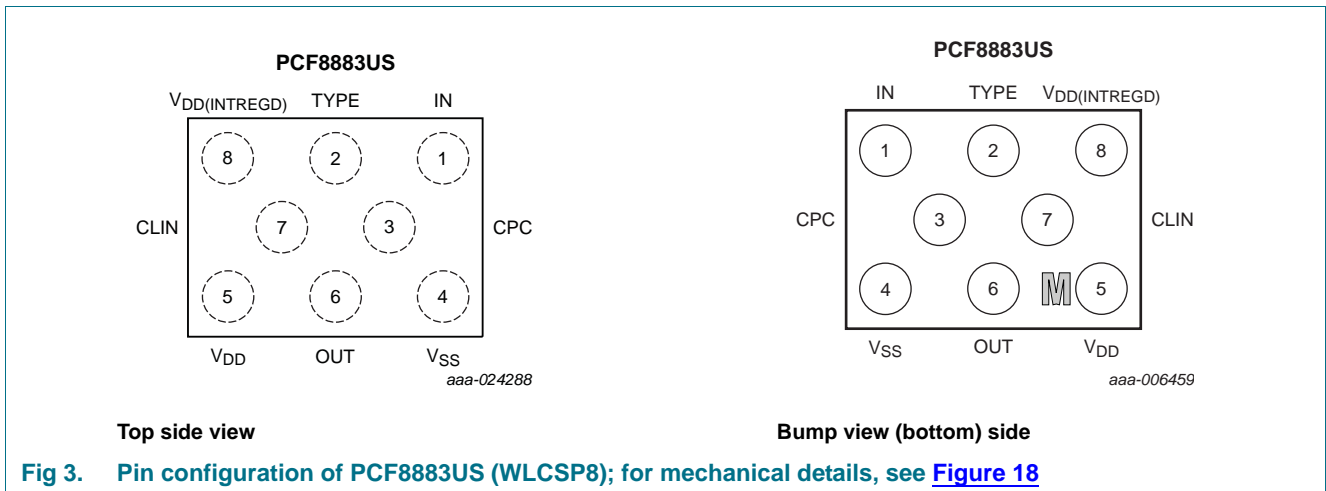 PCF8883US
VDD(INTREGD) TYPE IN
8 2 1
CLIN 7 3 CPC
5 6 4
VDD OUT VSS
aaa-024288
Top side view
PCF8883US
IN TYPE VDD(INTREGD)
1 2 8
CPC 3 7 CLIN
4 6 M 5
VSS OUT VDD
aaa-006459
Bump view (bottom) side
Fig 3. Pin configuration of PCF8883US (WLCSP8); for mechanical details, see Figure 18